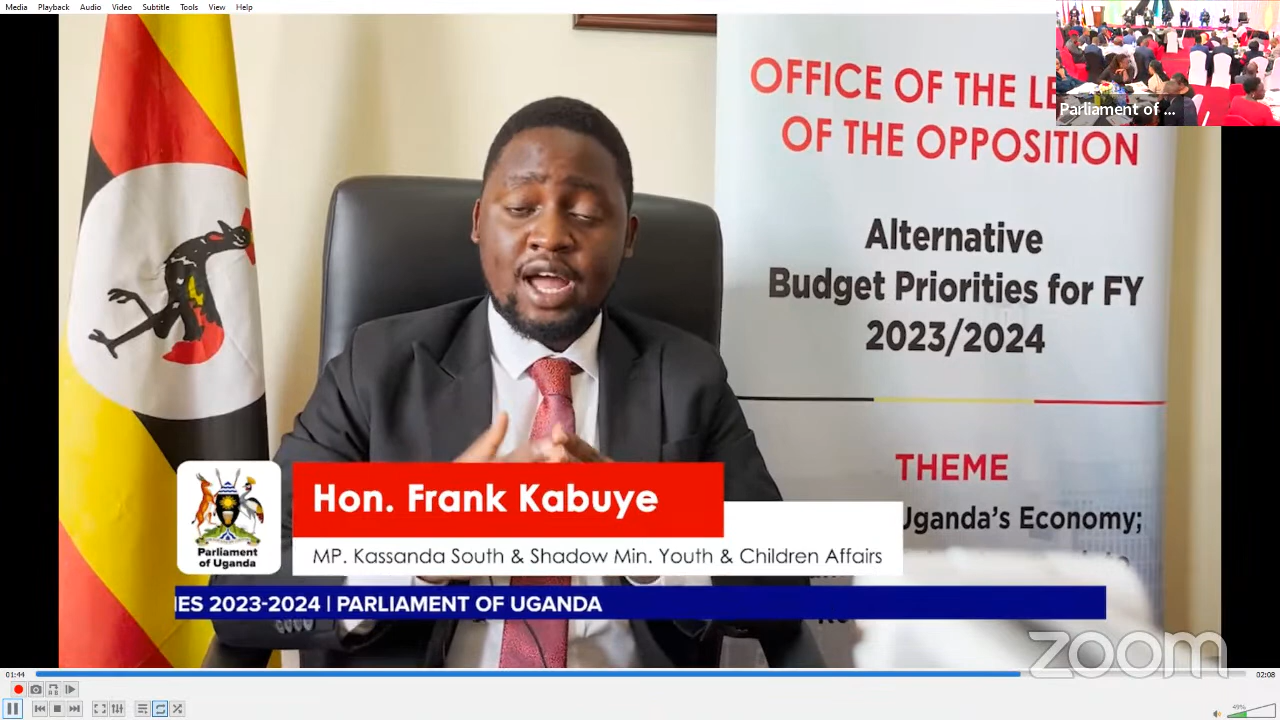 Media Playback Audio Video Subtitle Tools View Help
Parliament of ...
OFFICE OF THE LE
OF THE OPPOSITION
Alternative
Budget Priorities for FY
2023/2024
THEME
Uganda's Economy;
Parliament
of Uganda
Hon. Frank Kabuye
MP. Kassanda South & Shadow Min. Youth & Children Affairs
IES 2023-2024 | PARLIAMENT OF UGANDA
zoom
01:44
02:08
49%